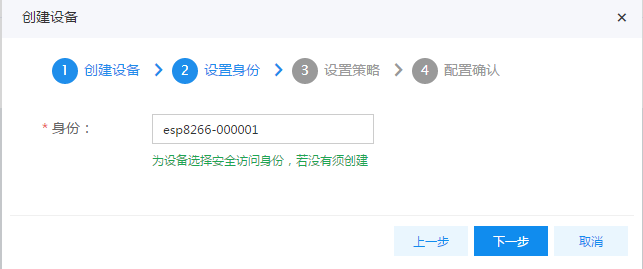 创建设备 ×
1 创建设备 > 2 设置身份 > 3 设置策略 > 4 配置确认
* 身份： esp8266-000001
为设备选择安全访问身份，若没有须创建
上一步 下一步 取消